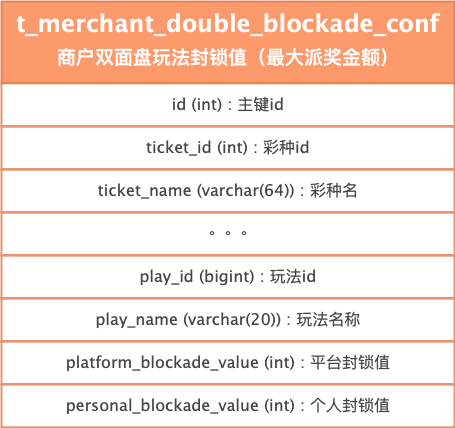 t_merchant_double_blockade_conf
商户双面盘玩法封锁值（最大派奖金额）
id (int) : 主键id
ticket_id (int) : 彩种id
ticket_name (varchar(64)) : 彩种名
。。。
play_id (bigint) : 玩法id
play_name (varchar(20)) : 玩法名称
platform_blockade_value (int) : 平台封锁值
personal_blockade_value (int) : 个人封锁值